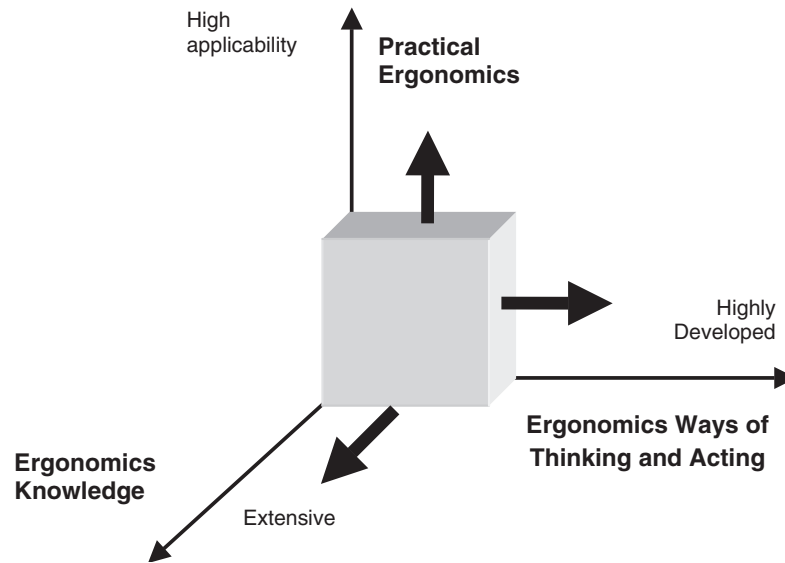 High
applicability
Practical
Ergonomics
Highly
Developed
Ergonomics Ways of
Thinking and Acting
Ergonomics
Knowledge
Extensive